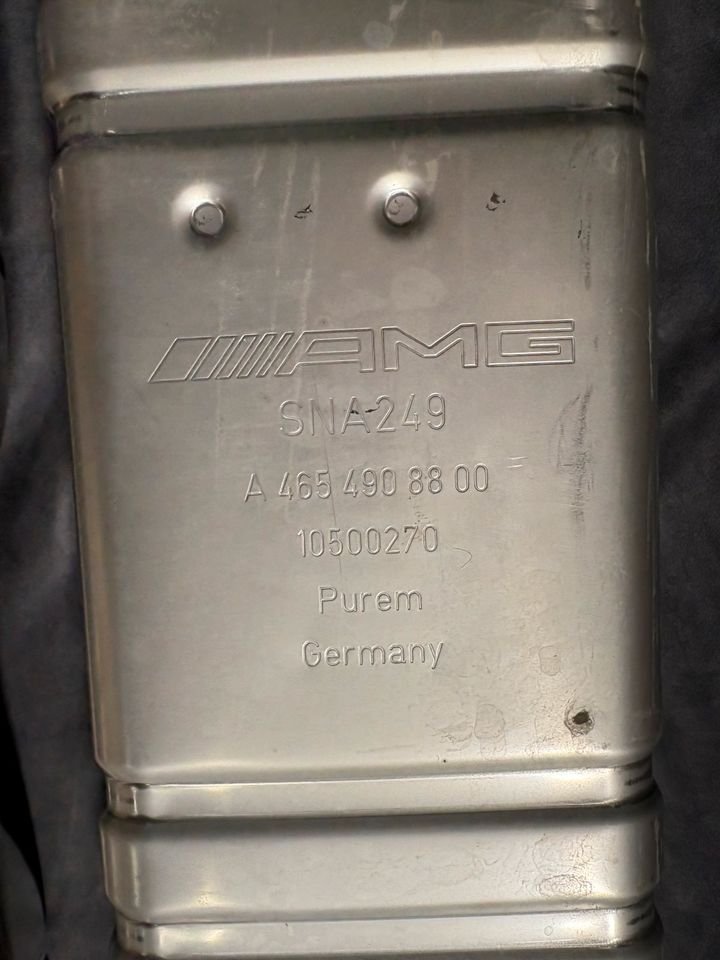 AMG
SNA249
A 465 490 88 00
10500270
Purem
Germany